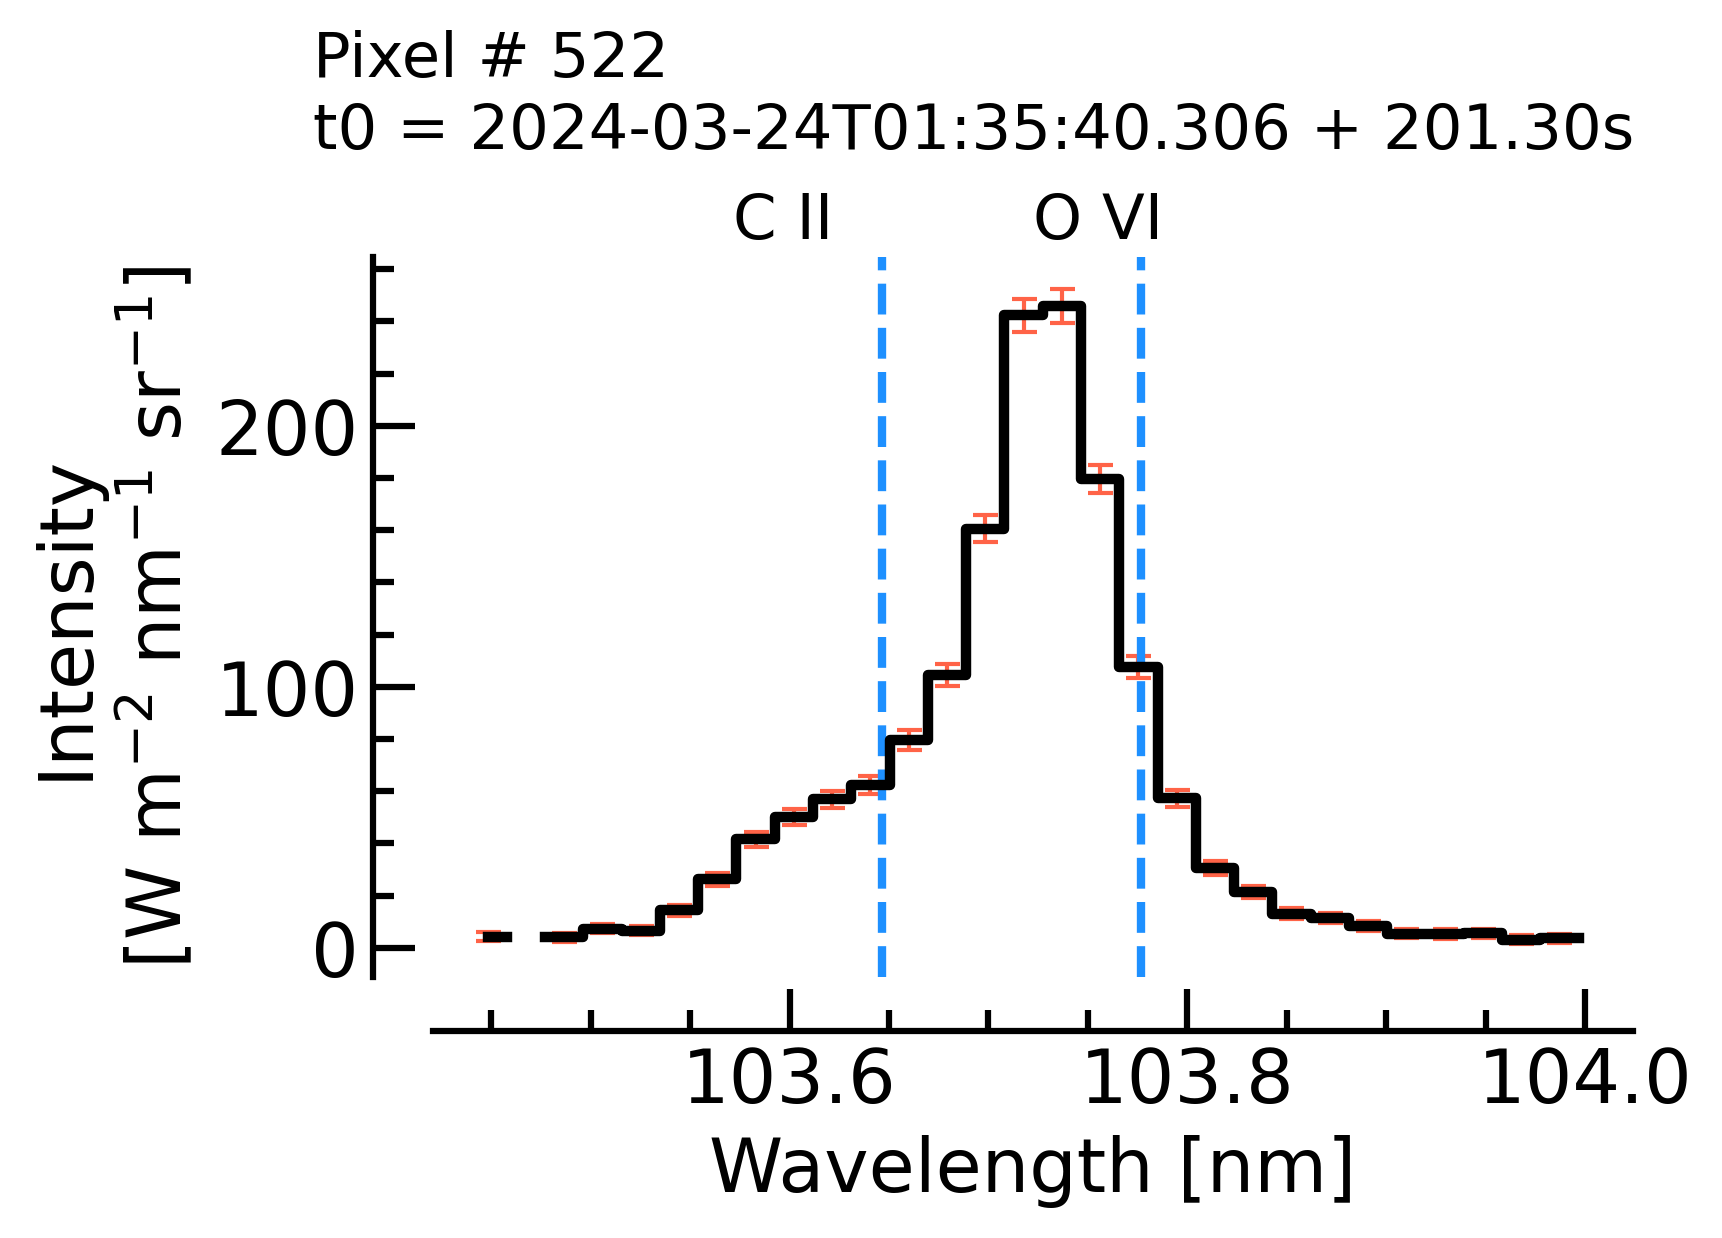 Pixel # 522
t0 = 2024-03-24T01:35:40.306 + 201.30s
C II O VI
Intensity
[W m⁻² nm⁻¹ sr⁻¹]
200
100
0
103.6 103.8 104.0
Wavelength [nm]